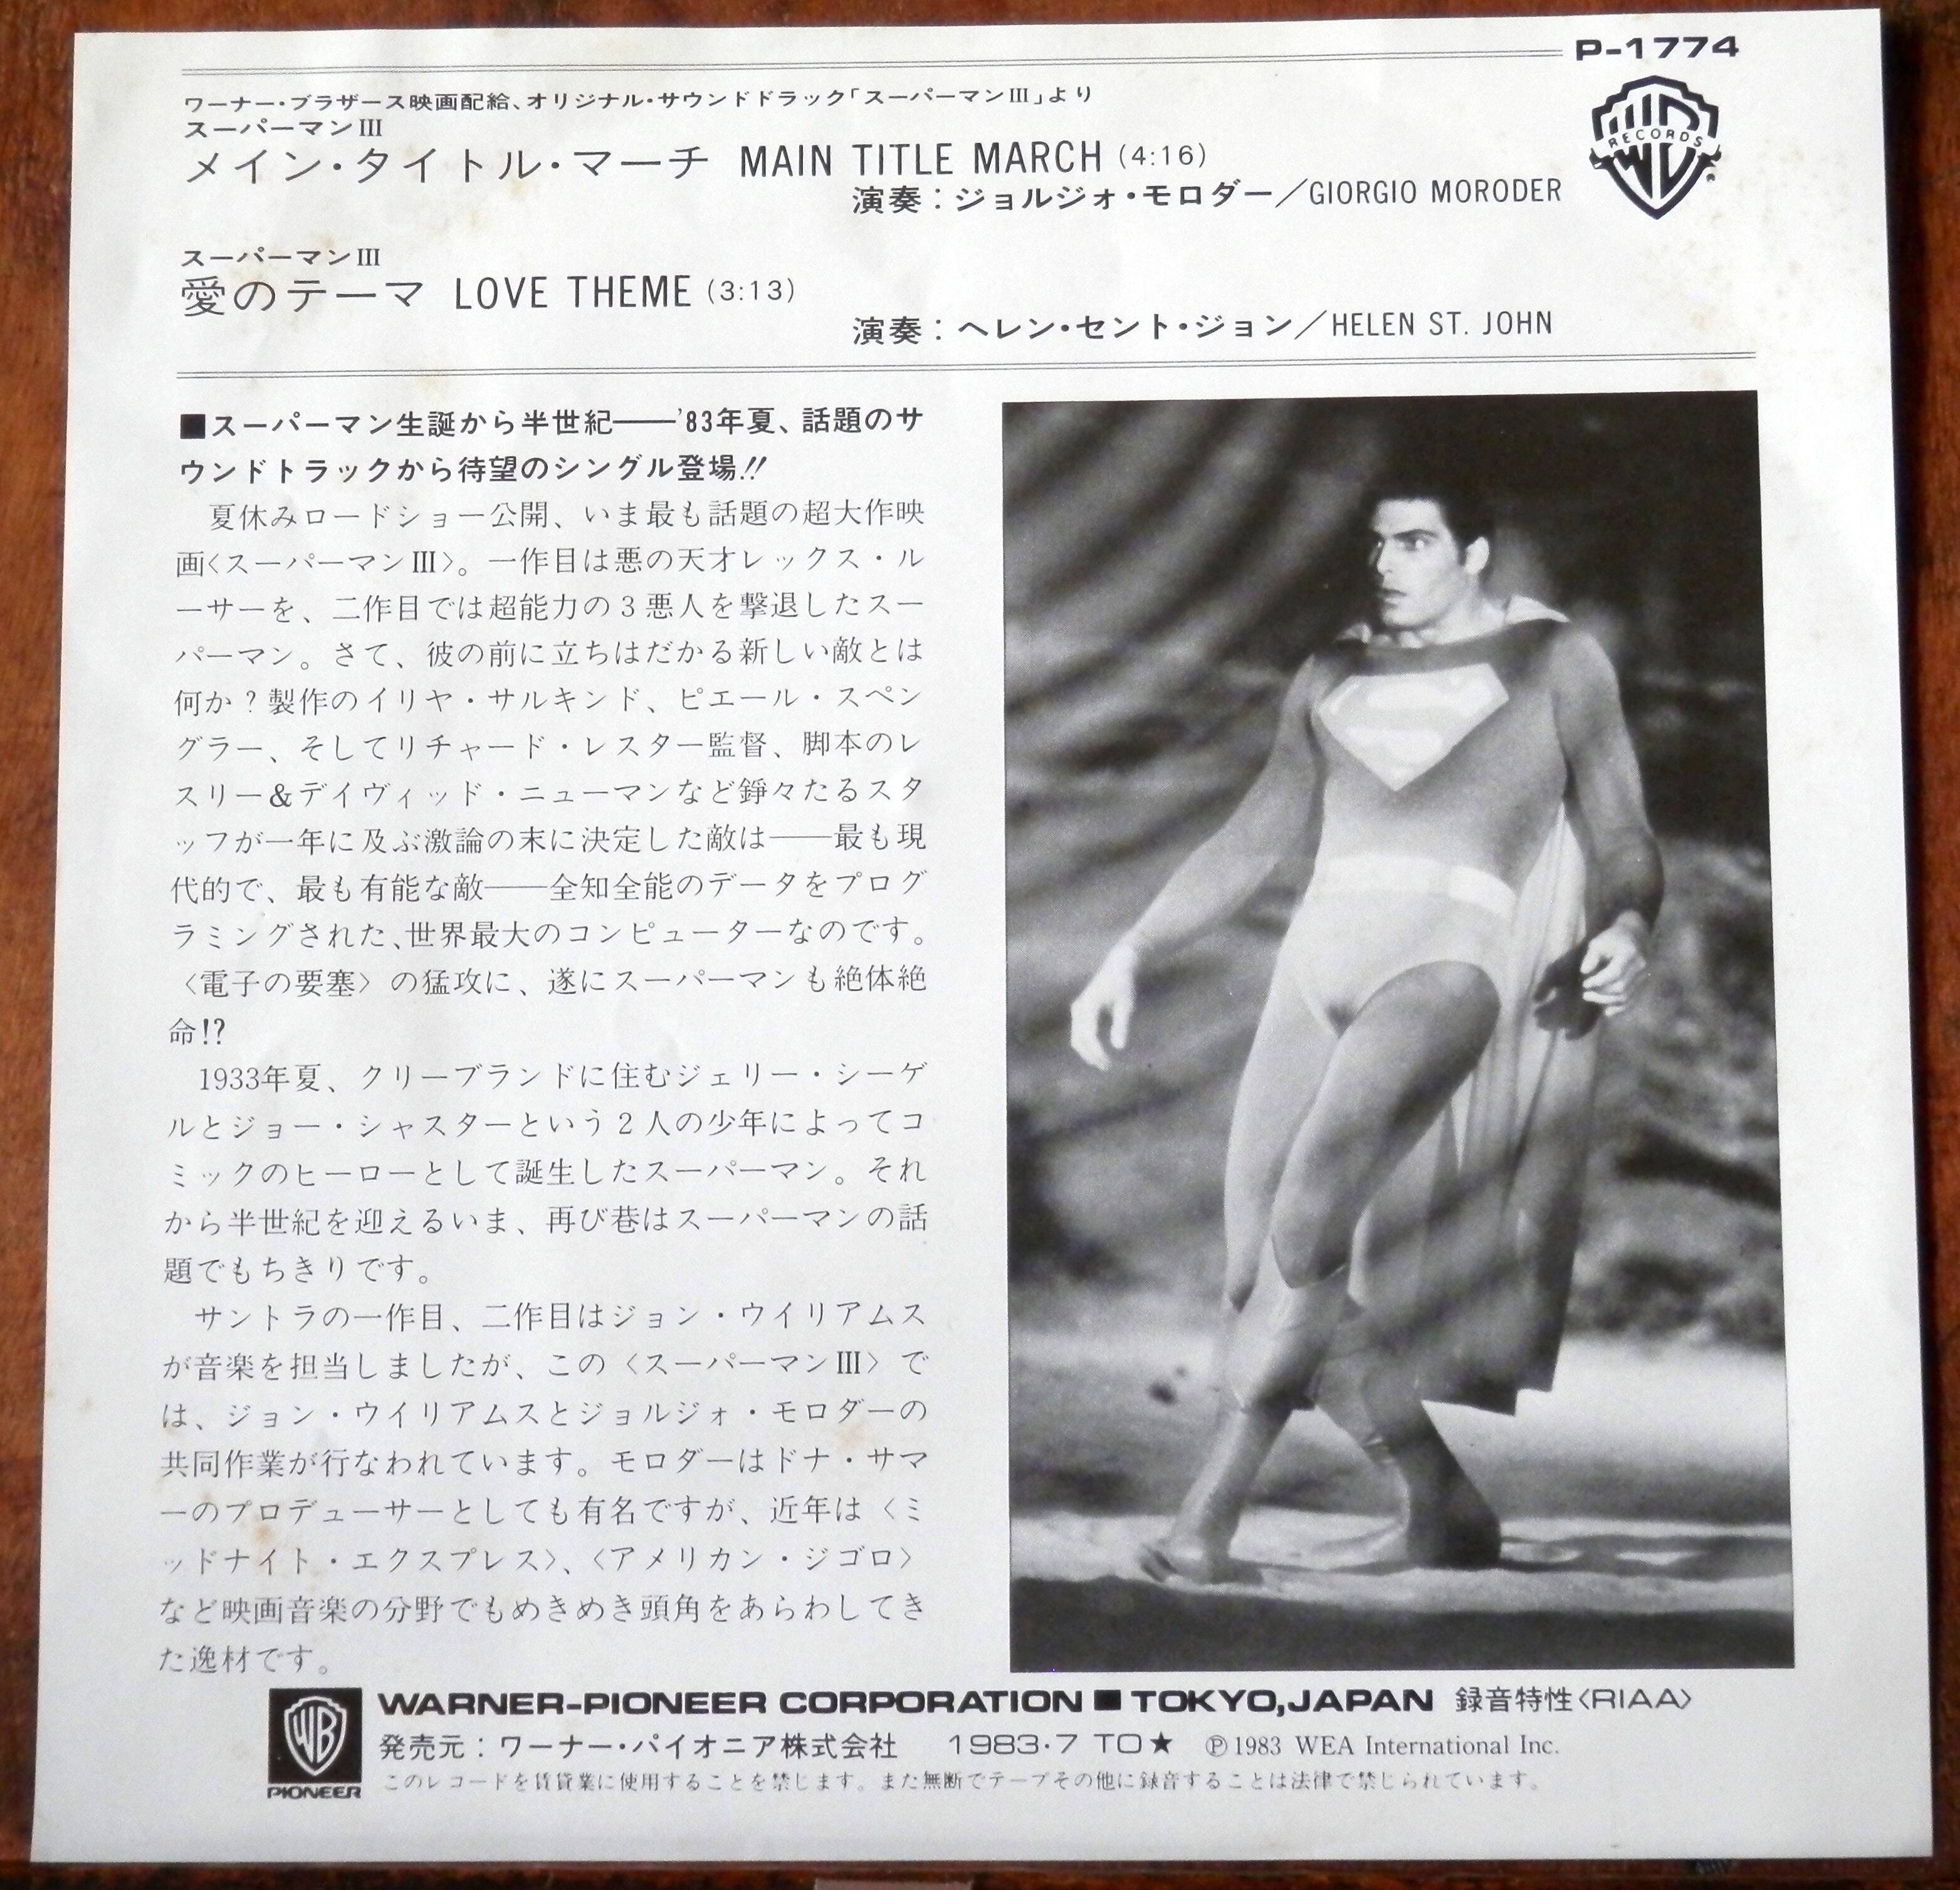 P-1774
ワーナー・ブラザース映画配給、オリジナル・サウンドドラック「スーパーマンⅢ」より
スーパーマンⅢ
メイン・タイトル・マーチ MAIN TITLE MARCH (4:16)
演奏：ジョルジォ・モロダー／GIORGIO MORODER
WB RECORDS
スーパーマンⅢ
愛のテーマ LOVE THEME (3:13)
演奏：ヘレン・セント・ジョン／HELEN ST. JOHN
■スーパーマン生誕から半世紀――'83年夏、話題のサ
ウンドトラックから待望のシングル登場!!
夏休みロードショー公開、いま最も話題の超大作映
画〈スーパーマンⅢ〉。一作目は悪の天才レックス・ル
ーサーを、二作目では超能力の3悪人を撃退したスー
パーマン。さて、彼の前に立ちはだかる新しい敵とは
何か？製作のイリヤ・サルキンド、ピエール・スペン
グラー、そしてリチャード・レスター監督、脚本のレ
スリー＆デイヴィッド・ニューマンなど錚々たるスタ
ッフが一年に及ぶ激論の末に決定した敵は――最も現
代的で、最も有能な敵――全知全能のデータをプログ
ラミングされた、世界最大のコンピューターなのです。
〈電子の要塞〉の猛攻に、遂にスーパーマンも絶体絶
命!?
1933年夏、クリーブランドに住むジェリー・シーゲ
ルとジョー・シャスターという2人の少年によってコ
ミックのヒーローとして誕生したスーパーマン。それ
から半世紀を迎えるいま、再び巷はスーパーマンの話
題でもちきりです。
サントラの一作目、二作目はジョン・ウイリアムス
が音楽を担当しましたが、この〈スーパーマンⅢ〉で
は、ジョン・ウイリアムスとジョルジォ・モロダーの
共同作業が行なわれています。モロダーはドナ・サマ
ーのプロデューサーとしても有名ですが、近年は〈ミ
ッドナイト・エクスプレス〉、〈アメリカン・ジゴロ〉
など映画音楽の分野でもめきめき頭角をあらわしてき
た逸材です。
WB PIONEER
WARNER-PIONEER CORPORATION ■ TOKYO,JAPAN 録音特性〈RIAA〉
発売元：ワーナー・パイオニア株式会社 1983・7 TO★ Ⓟ1983 WEA International Inc.
このレコードを賃貸業に使用することを禁じます。また無断でテープその他に録音することは法律で禁じられています。